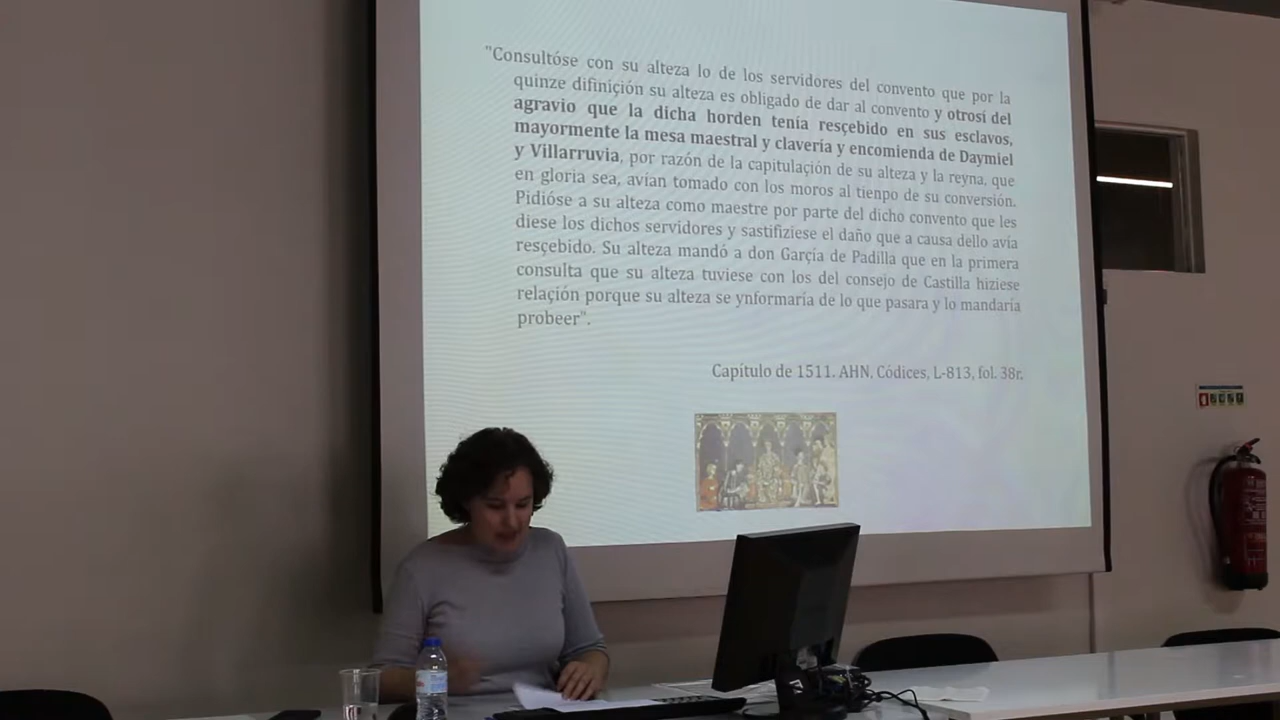 "Consultóse con su alteza lo de los servidores del convento que por la
quinze difinición su alteza es obligado de dar al convento y otrosí del
agravio que la dicha horden tenía resçebido en sus esclavos,
mayormente la mesa maestral y clavería y encomienda de Daymiel
y Villarruvia, por razón de la capitulaçión de su alteza y la reyna, que
en gloria sea, avían tomado con los moros al tienpo de su conversión.
Pidióse a su alteza como maestre por parte del dicho convento que les
diese los dichos servidores y sastifiziese el daño que a causa dello avía
resçebido. Su alteza mandó a don Garçía de Padilla que en la primera
consulta que su alteza tuviese con los del consejo de Castilla hiziese
relaçión porque su alteza se ynformaría de lo que pasara y lo mandaría
probeer".
Capítulo de 1511. AHN, Códices, L-813, fol. 38r.